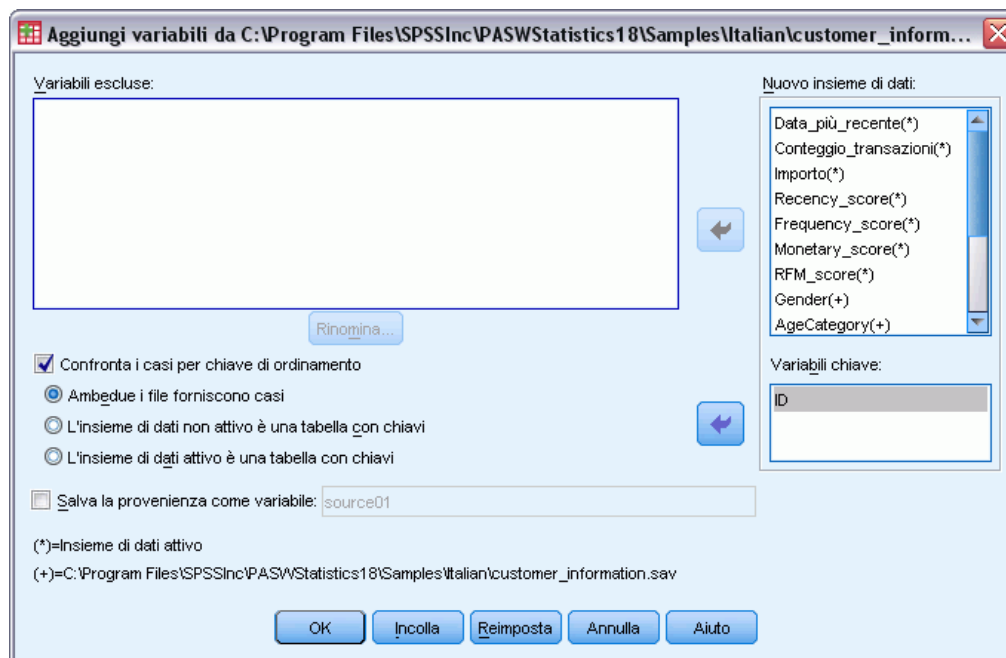 Aggiungi variabili da C:\Program Files\SPSSInc\PASWStatistics18\Samples\Italian\customer_inform...
Variabili escluse:
Nuovo insieme di dati:
Data_più_recente(*)
Conteggio_transazioni(*)
Importo(*)
Recency_score(*)
Frequency_score(*)
Monetary_score(*)
RFM_score(*)
Gender(+)
AgeCategory(+)
Rinomina...
Confronta i casi per chiave di ordinamento
Ambedue i file forniscono casi
L'insieme di dati non attivo è una tabella con chiavi
L'insieme di dati attivo è una tabella con chiavi
Variabili chiave:
ID
Salva la provenienza come variabile: source01
(*)=Insieme di dati attivo
(+)=C:\Program Files\SPSSInc\PASWStatistics18\Samples\Italian\customer_information.sav
OK Incolla Reimposta Annulla Aiuto